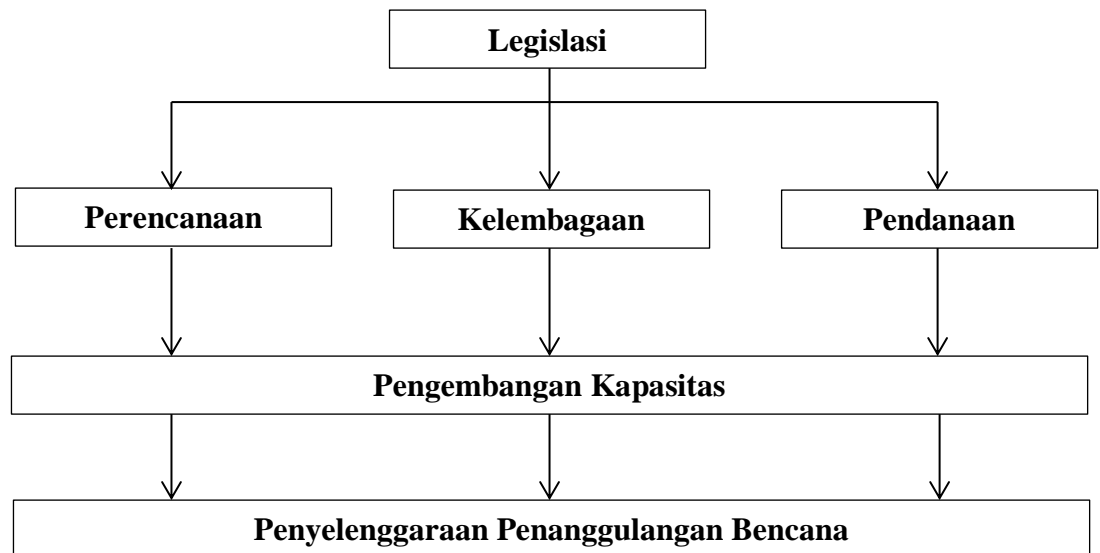 Legislasi
Perencanaan
Kelembagaan
Pendanaan
Pengembangan Kapasitas
Penyelenggaraan Penanggulangan Bencana